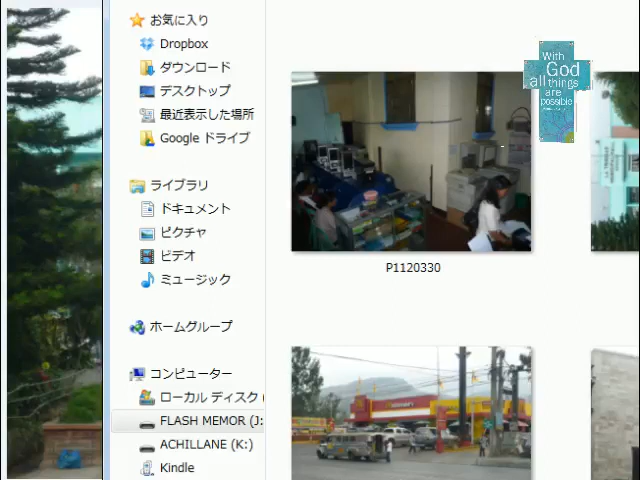 お気に入り
Dropbox
ダウンロード
デスクトップ
最近表示した場所
Google ドライブ
ライブラリ
ドキュメント
ピクチャ
ビデオ
ミュージック
ホームグループ
コンピューター
ローカル ディスク (
FLASH MEMOR (J:
ACHILLANE (K:)
Kindle
With
God
all things
are
possible
P1120330